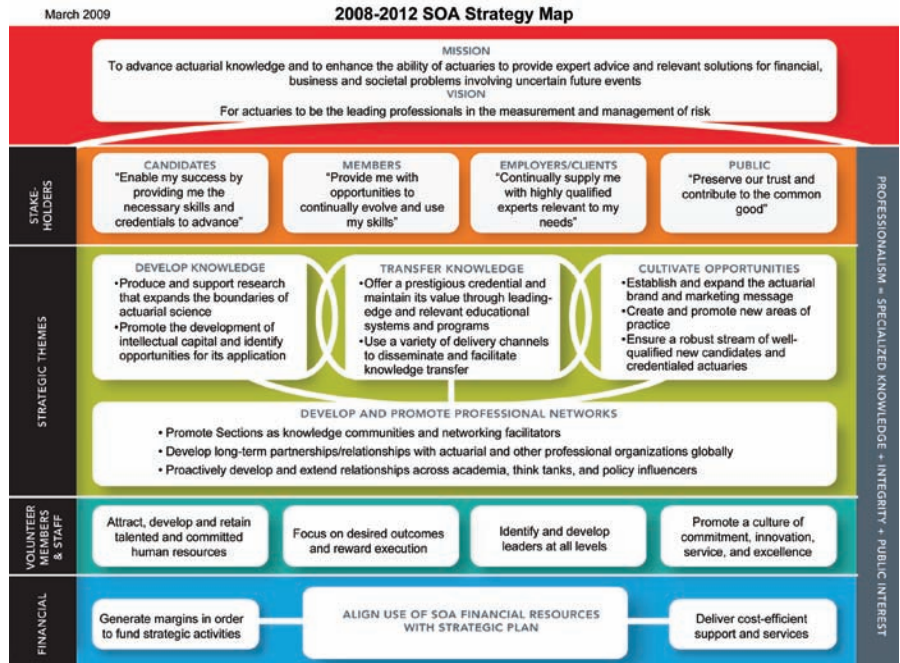 March 2009
2008-2012 SOA Strategy Map
MISSION
To advance actuarial knowledge and to enhance the ability of actuaries to provide expert advice and relevant solutions for financial,
business and societal problems involving uncertain future events
VISION
For actuaries to be the leading professionals in the measurement and management of risk
STAKE-
HOLDERS
CANDIDATES
"Enable my success by
providing me the
necessary skills and
credentials to advance"
MEMBERS
"Provide me with
opportunities to
continually evolve and use
my skills"
EMPLOYERS/CLIENTS
"Continually supply me
with highly qualified
experts relevant to my
needs"
PUBLIC
"Preserve our trust and
contribute to the common
good"
STRATEGIC THEMES
DEVELOP KNOWLEDGE
•Produce and support research
that expands the boundaries of
actuarial science
•Promote the development of
intellectual capital and identify
opportunities for its application
TRANSFER KNOWLEDGE
•Offer a prestigious credential and
maintain its value through leading-
edge and relevant educational
systems and programs
•Use a variety of delivery channels
to disseminate and facilitate
knowledge transfer
CULTIVATE OPPORTUNITIES
•Establish and expand the actuarial
brand and marketing message
•Create and promote new areas of
practice
•Ensure a robust stream of well-
qualified new candidates and
credentialed actuaries
DEVELOP AND PROMOTE PROFESSIONAL NETWORKS
• Promote Sections as knowledge communities and networking facilitators
• Develop long-term partnerships/relationships with actuarial and other professional organizations globally
• Proactively develop and extend relationships across academia, think tanks, and policy influencers
VOLUNTEER
MEMBERS
& STAFF
Attract, develop and retain
talented and committed
human resources
Focus on desired outcomes
and reward execution
Identify and develop
leaders at all levels
Promote a culture of
commitment, innovation,
service, and excellence
FINANCIAL
Generate margins in order
to fund strategic activities
ALIGN USE OF SOA FINANCIAL RESOURCES
WITH STRATEGIC PLAN
Deliver cost-efficient
support and services
PROFESSIONALISM = SPECIALIZED KNOWLEDGE + INTEGRITY + PUBLIC INTEREST